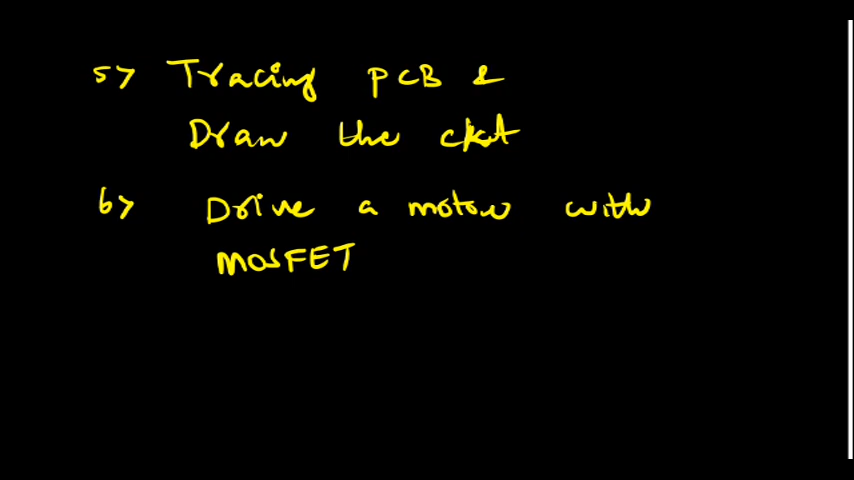 5> Tracing PCB &
Draw the ckt
6> Drive a motor with
MOSFET